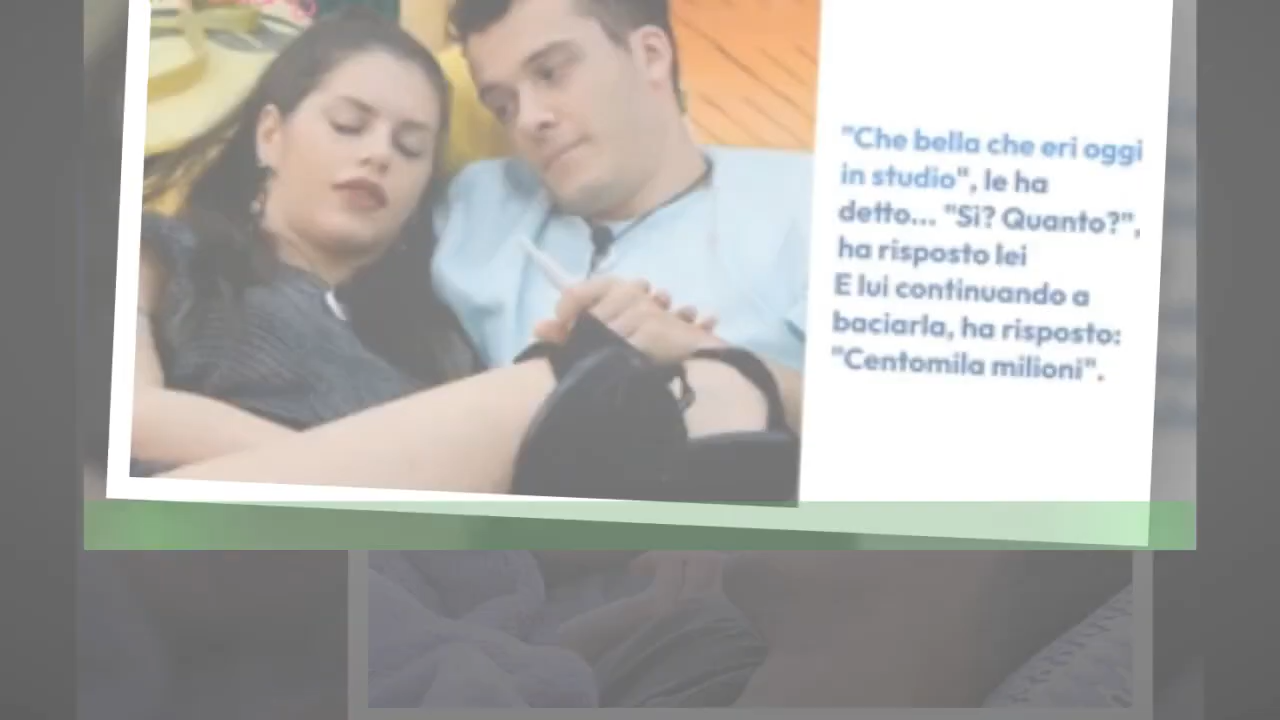 "Che bella che eri oggi
in studio", le ha
detto... "Si? Quanto?",
ha risposto lei
E lui continuando a
baciarla, ha risposto:
"Centomila milioni".